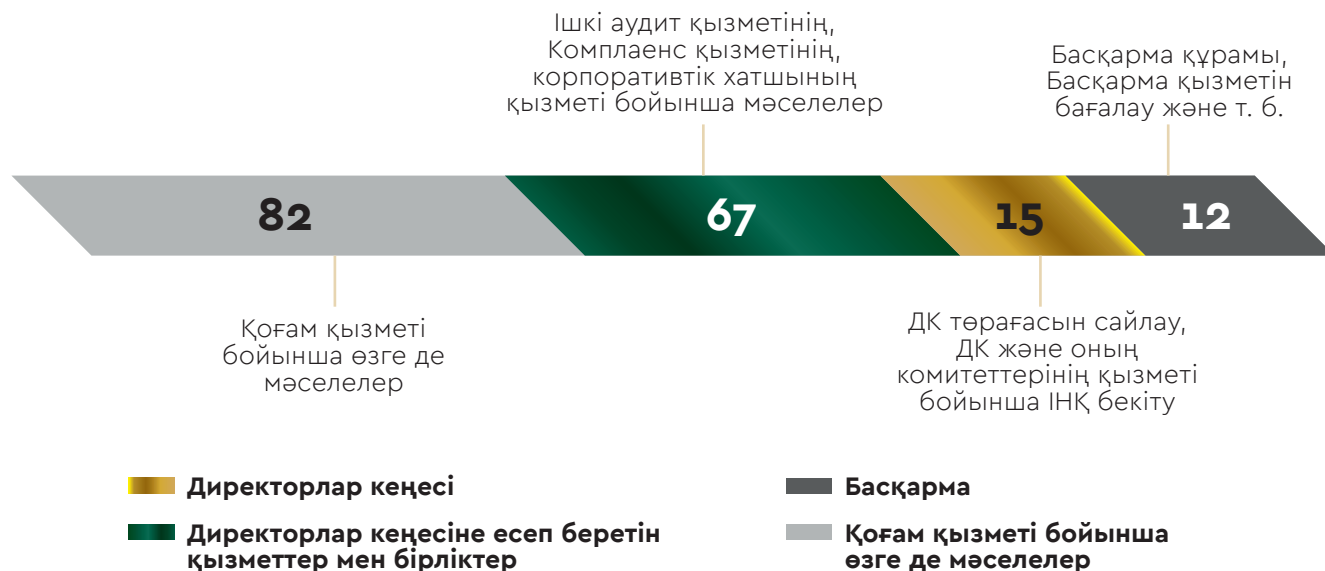 Ішкі аудит қызметінің,
Комплаенс қызметінің,
корпоративтік хатшының
қызметі бойынша мәселелер
Басқарма құрамы,
Басқарма қызметін
бағалау және т. б.
82
67
15
12
Қоғам қызметі
бойынша өзге де
мәселелер
ДК төрағасын сайлау,
ДК және оның
комитеттерінің қызметі
бойынша ІНҚ бекіту
Директорлар кеңесі
Директорлар кеңесіне есеп беретін
қызметтер мен бірліктер
Басқарма
Қоғам қызметі бойынша
өзге де мәселелер